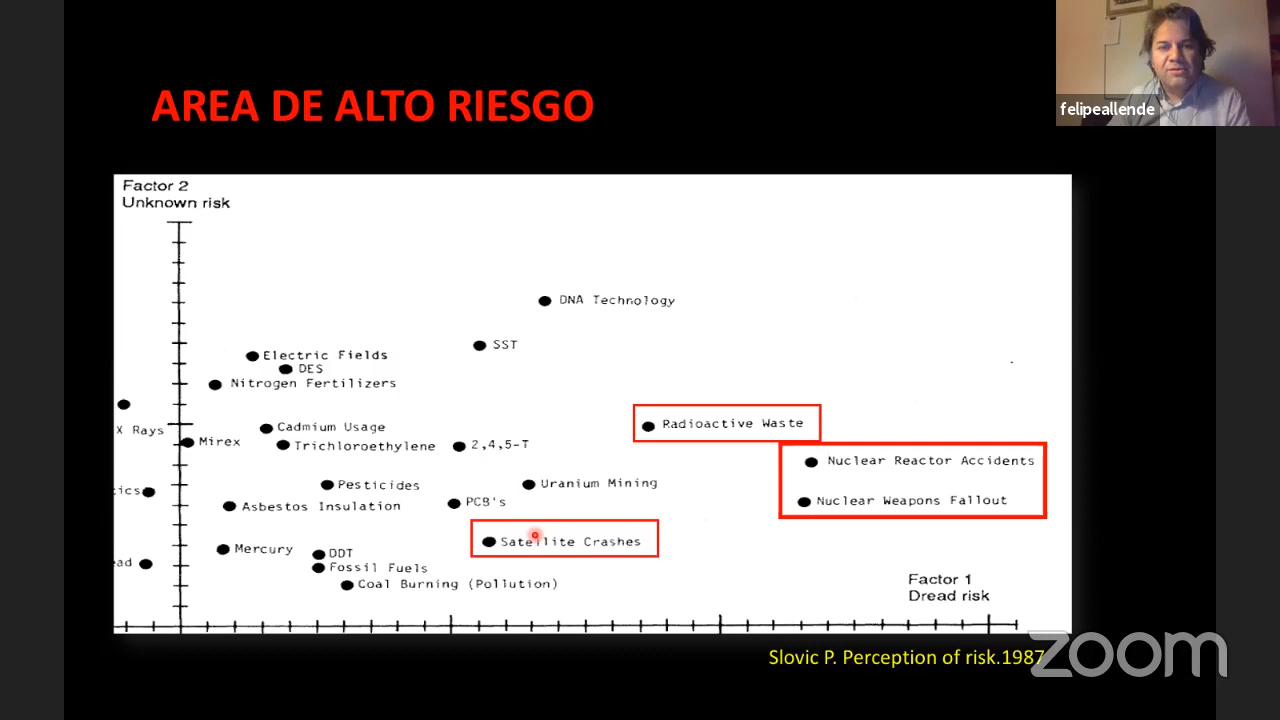 felipeallende
AREA DE ALTO RIESGO
Factor 2
Unknown risk
DNA Technology
SST
Electric Fields
DES
Nitrogen Fertilizers
X Rays
Mirex
Cadmium Usage
Trichloroethylene
2,4,5-T
Radioactive Waste
Nuclear Reactor Accidents
Nuclear Weapons Fallout
tics
Pesticides
Uranium Mining
Asbestos Insulation
PCB's
Satellite Crashes
Mercury
DDT
ead
Fossil Fuels
Coal Burning (Pollution)
Factor 1
Dread risk
Slovic P. Perception of risk.1987
zoom